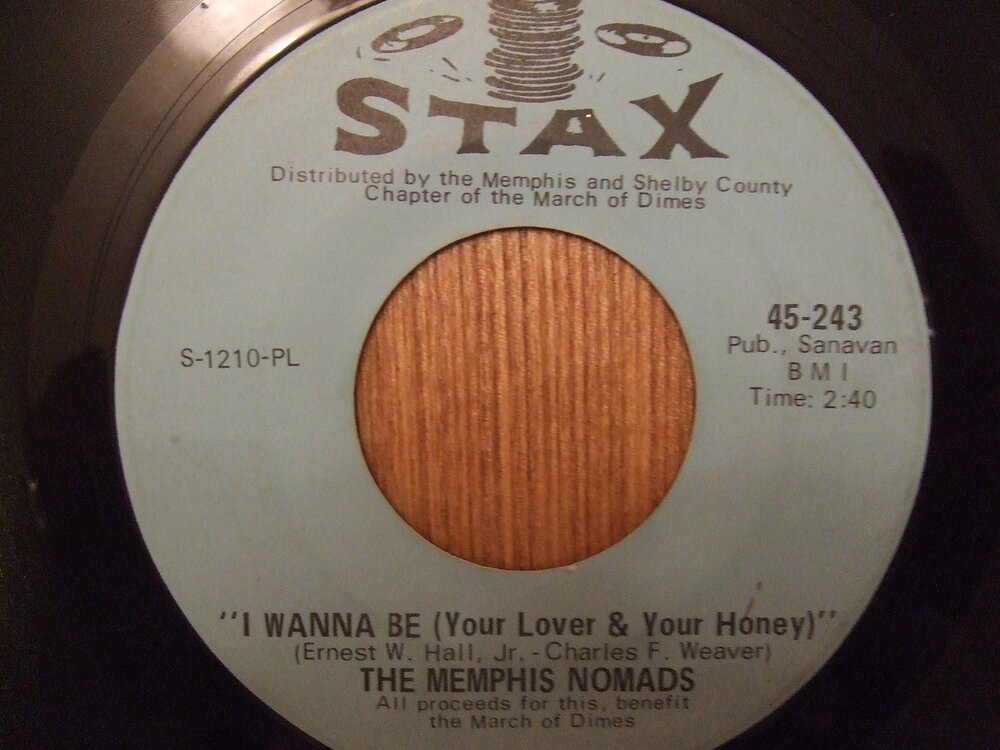 STAX
Distributed by the Memphis and Shelby County
Chapter of the March of Dimes
45-243
Pub., Sanavan
B M I
Time: 2:40
S-1210-PL
"I WANNA BE (Your Lover & Your Honey)"
(Ernest W. Hall, Jr. - Charles F. Weaver)
THE MEMPHIS NOMADS
All proceeds for this, benefit
the March of Dimes